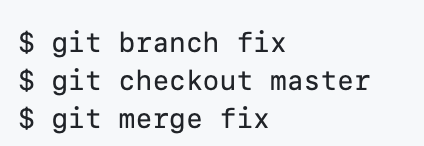 $ git branch fix
$ git checkout master
$ git merge fix